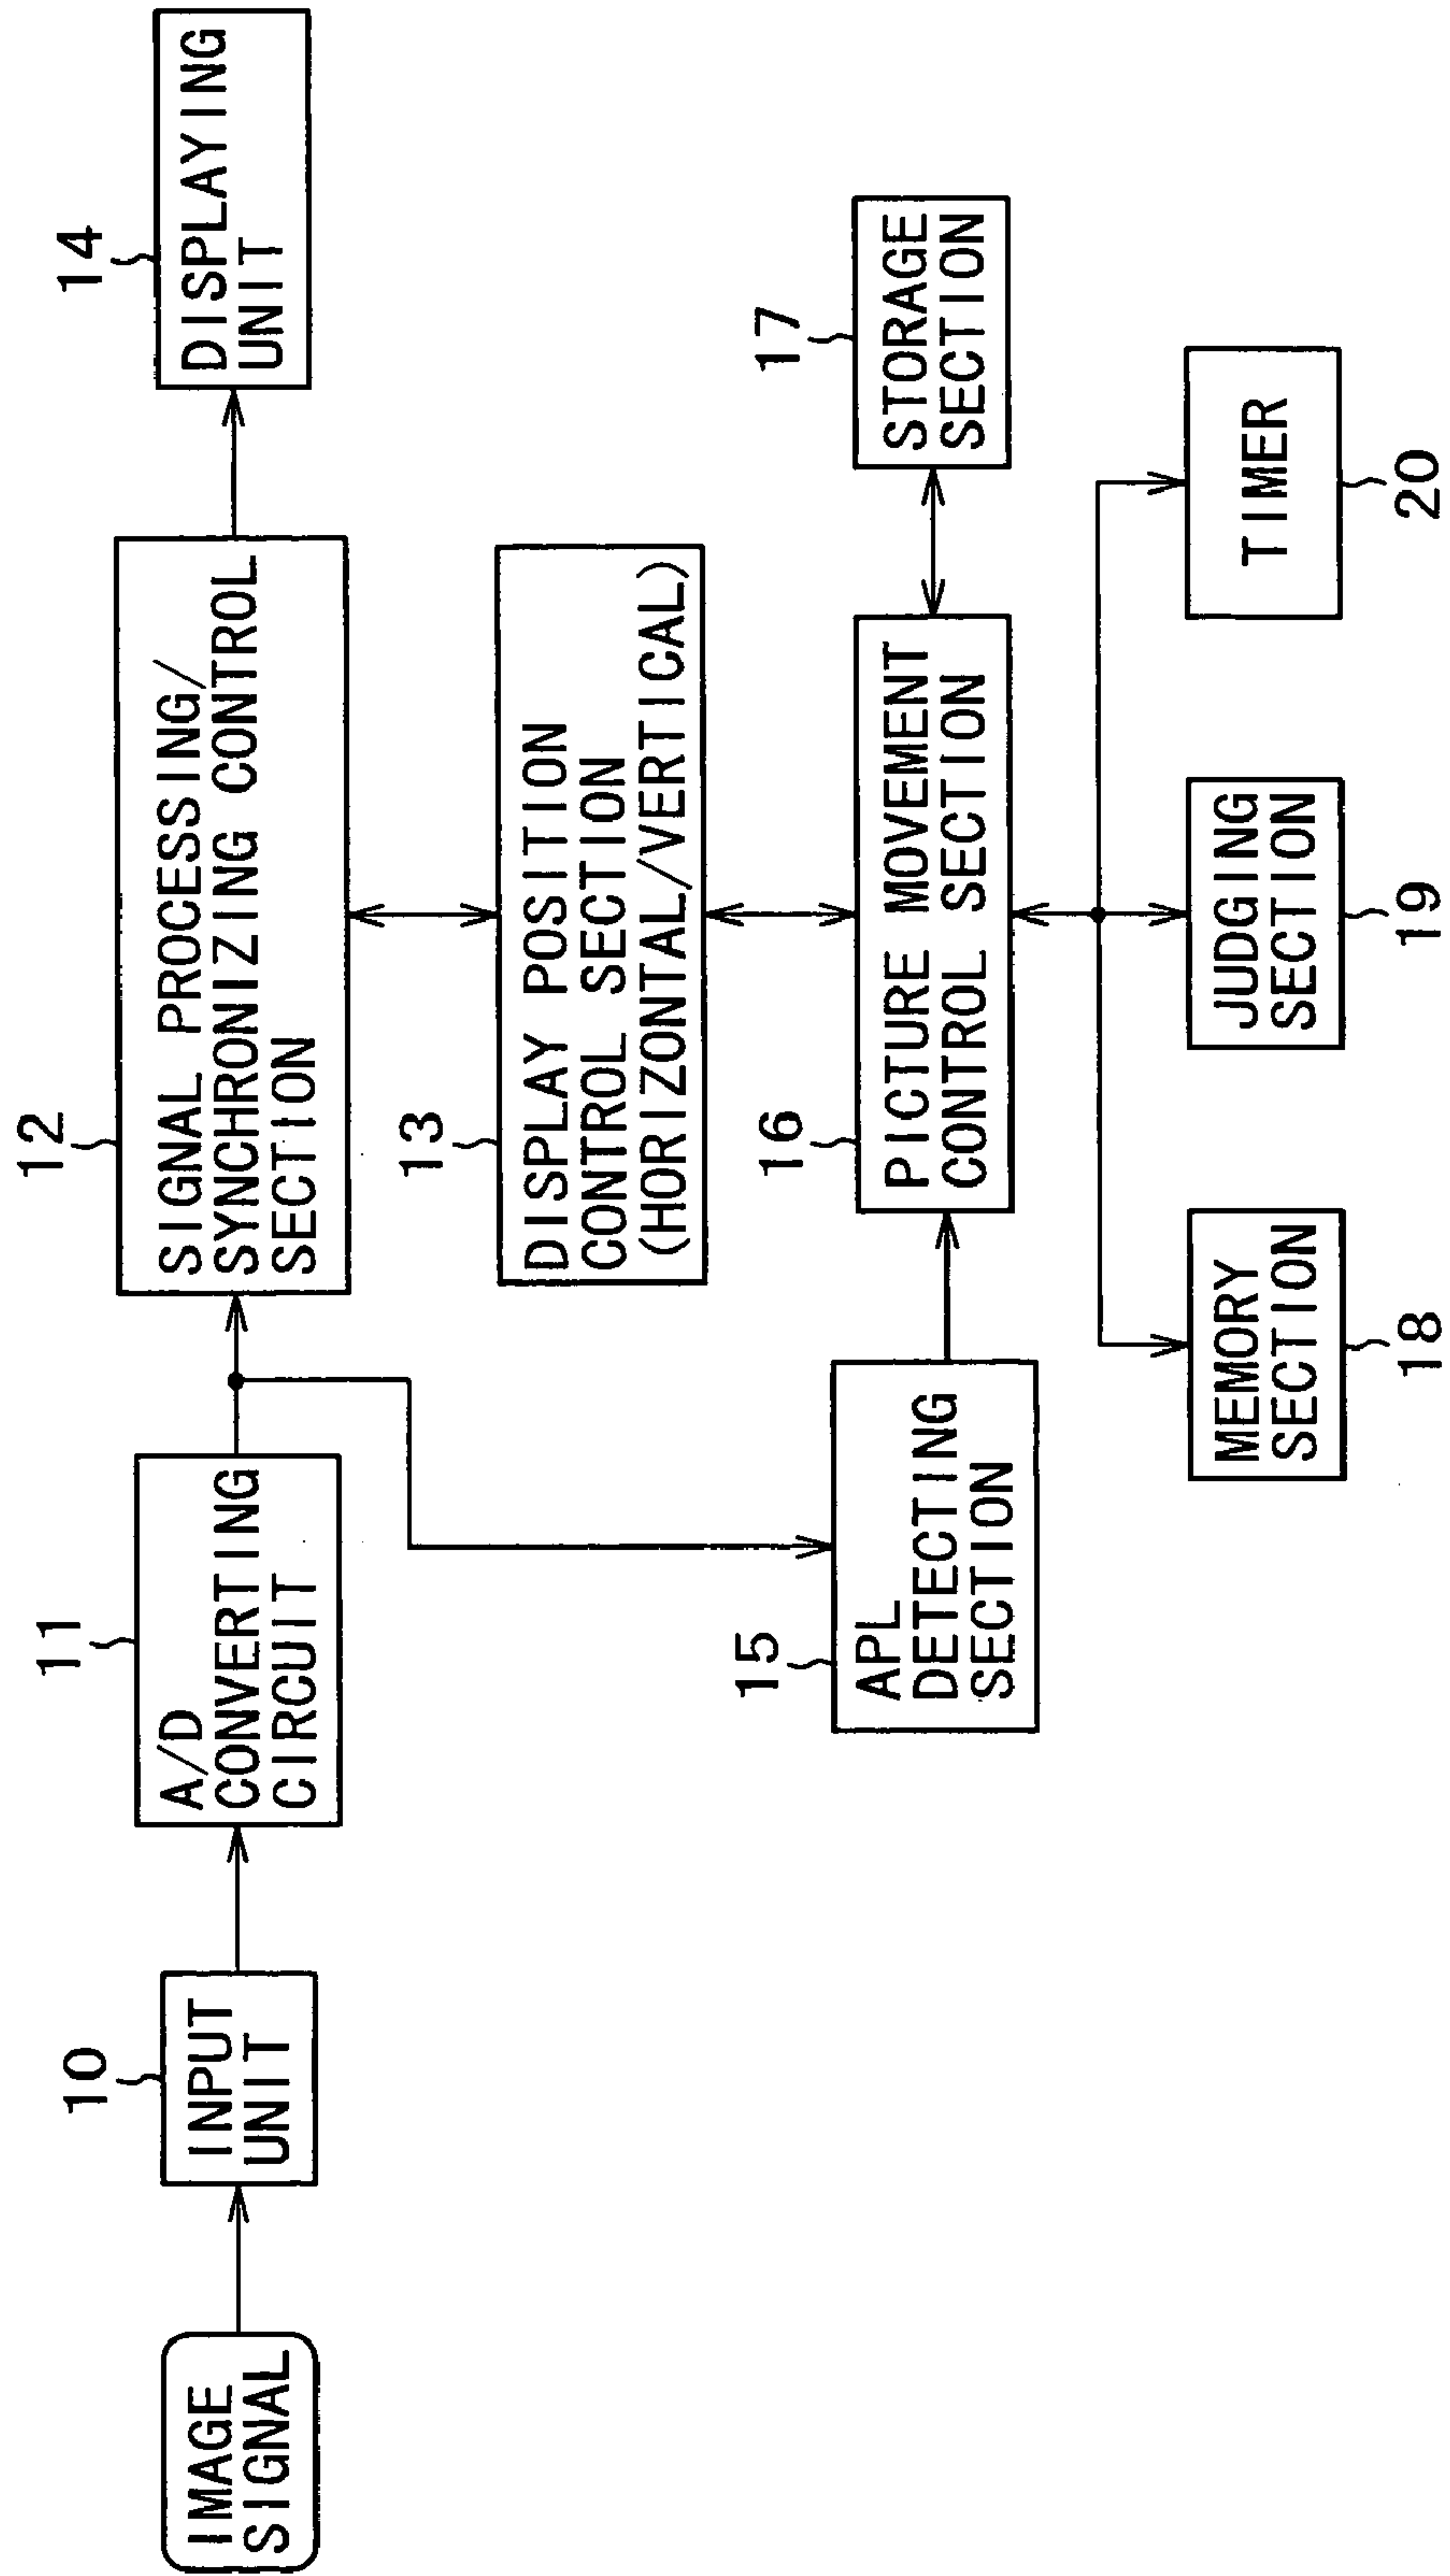 IMAGE
SIGNAL
10
INPUT
UNIT
11
A/D
CONVERTING
CIRCUIT
12
SIGNAL PROCESSING/
SYNCHRONIZING CONTROL
SECTION
14
DISPLAYING
UNIT
13
DISPLAY POSITION
CONTROL SECTION
(HORIZONTAL/VERTICAL)
15
APL
DETECTING
SECTION
16
PICTURE MOVEMENT
CONTROL SECTION
17
STORAGE
SECTION
MEMORY
SECTION
18
JUDGING
SECTION
19
TIMER
20